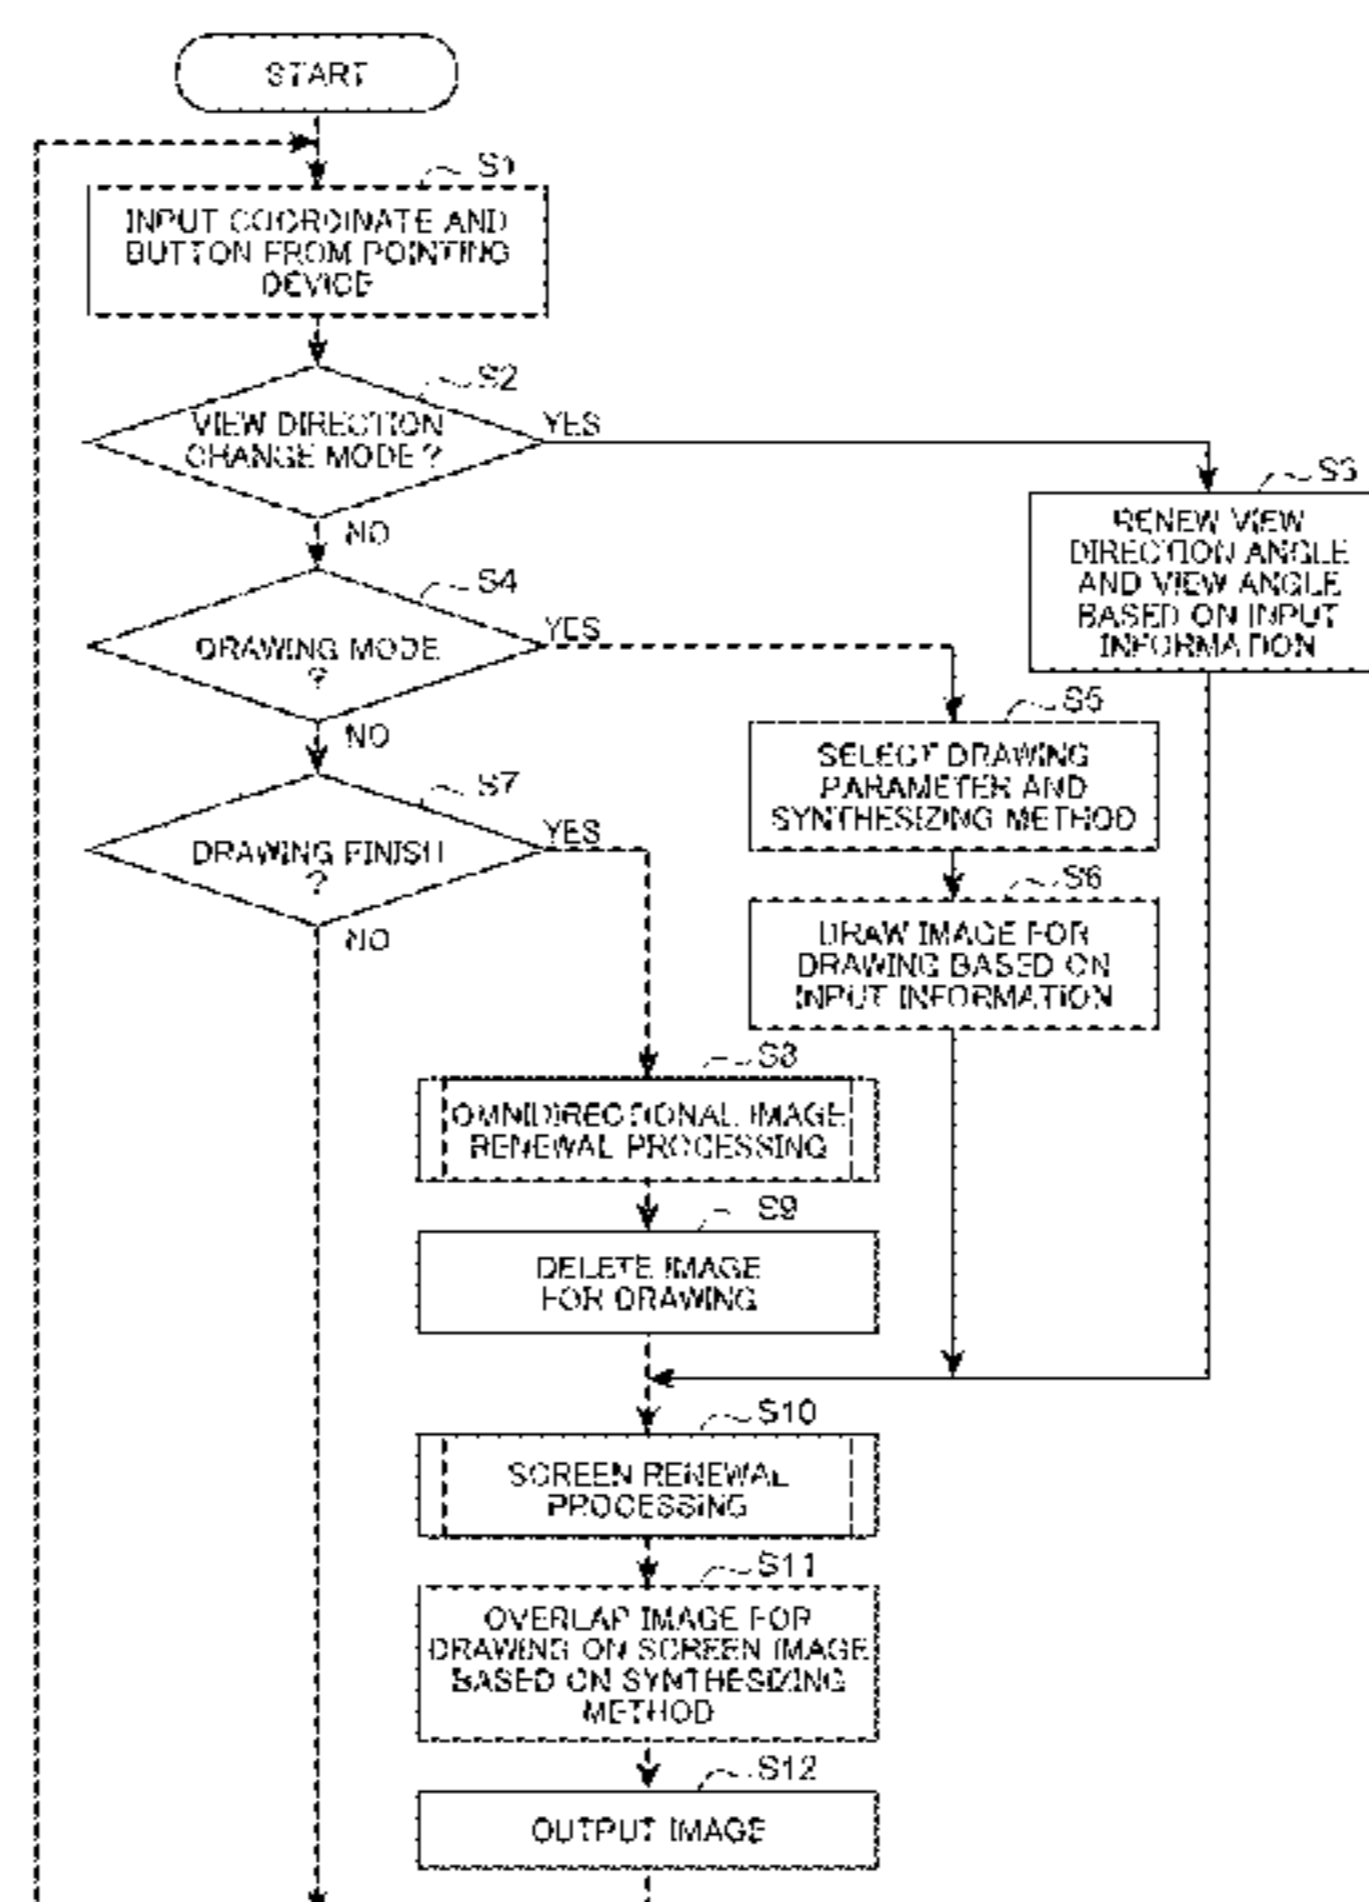 START
S1
INPUT COORDINATE AND
BUTTON FROM POINTING
DEVICE
S2
VIEW DIRECTION
CHANGE MODE?
YES
NO
S3
RENEW VIEW
DIRECTION ANGLE
AND VIEW ANGLE
BASED ON INPUT
INFORMATION
S4
DRAWING MODE
?
YES
NO
S5
SELECT DRAWING
PARAMETER AND
SYNTHESIZING METHOD
S6
DRAW IMAGE FOR
DRAWING BASED ON
INPUT INFORMATION
S7
DRAWING FINISH
?
YES
NO
S8
OMNIDIRECTIONAL IMAGE
RENEWAL PROCESSING
S9
DELETE IMAGE
FOR DRAWING
S10
SCREEN RENEWAL
PROCESSING
S11
OVERLAP IMAGE FOR
DRAWING ON SCREEN IMAGE
BASED ON SYNTHESIZING
METHOD
S12
OUTPUT IMAGE